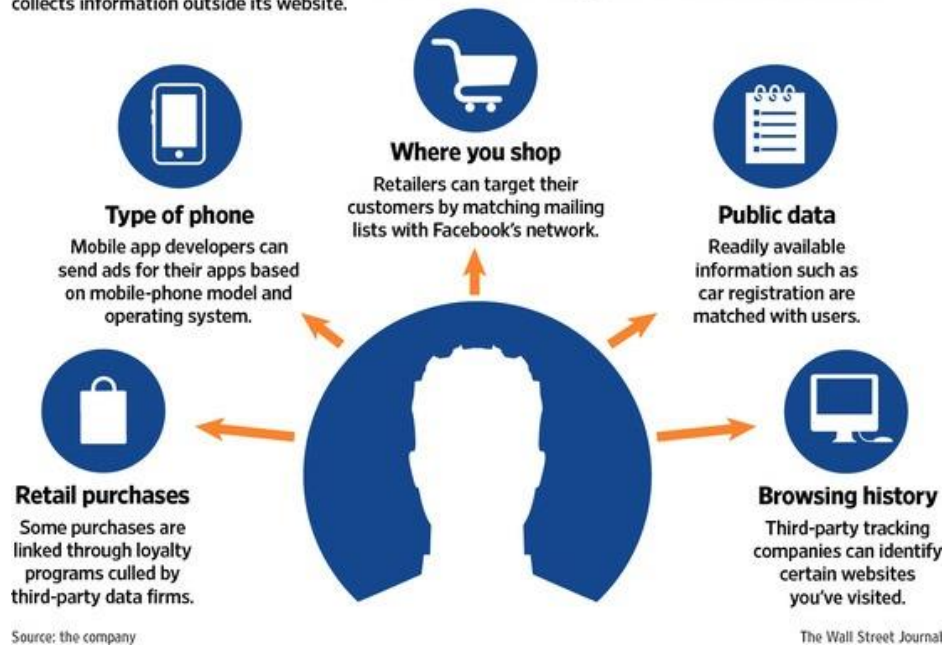 collects information outside its website.
Where you shop
Retailers can target their
customers by matching mailing
lists with Facebook's network.
Type of phone
Mobile app developers can
send ads for their apps based
on mobile-phone model and
operating system.
Public data
Readily available
information such as
car registration are
matched with users.
Retail purchases
Some purchases are
linked through loyalty
programs culled by
third-party data firms.
Browsing history
Third-party tracking
companies can identify
certain websites
you've visited.
Source: the company
The Wall Street Journal